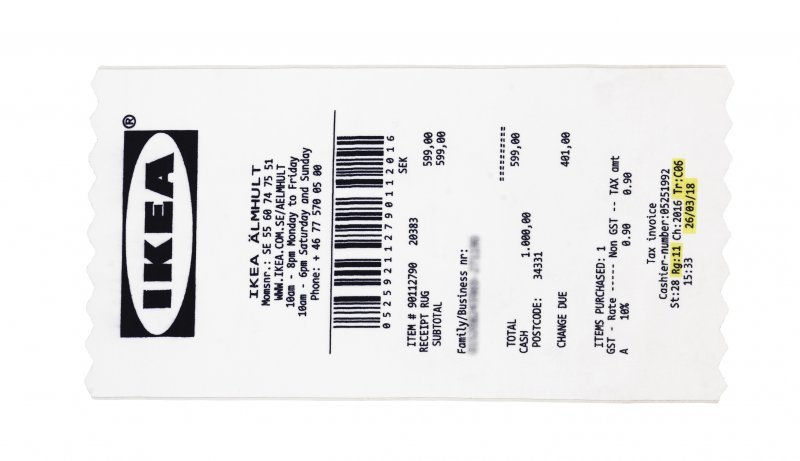 IKEA®
IKEA ÄLMHULT
Momsnr.: SE 55 60 74 75 51
WWW.IKEA.COM.SE/AELMHULT
10am - 8pm Monday to Friday
10am - 6pm Saturday and Sunday
Phone: + 46 77 570 05 00
052592112790112016
SEK
ITEM # 90112790 20383
RECEIPT RUG 599,00
SUBTOTAL 599,00
Family/Business nr:
===========
TOTAL 599,00
CASH 1.000,00
POSTCODE: 34331
CHANGE DUE 401,00
ITEMS PURCHASED: 1
GST - Rate ------ Non GST -- TAX amt
A 10% 0.90 0.90
Tax invoice
Cashier-number:05251992
St:28 Rg:11 Ch:2016 Tr:C06
15:33 26/03/18